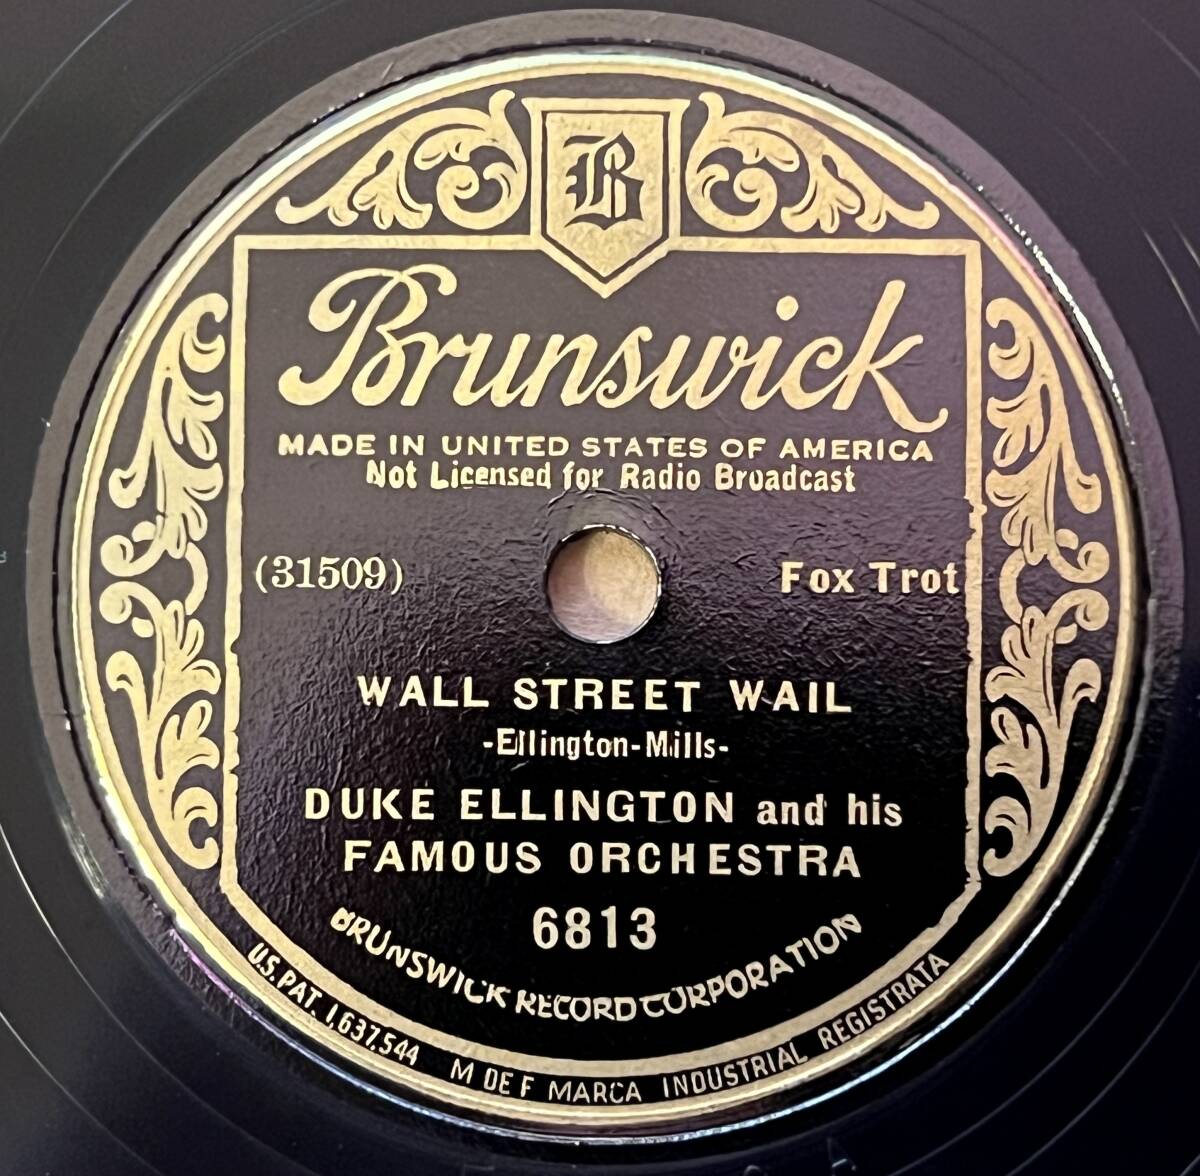 B
Brunswick
MADE IN UNITED STATES OF AMERICA
Not Licensed for Radio Broadcast
(31509)
Fox Trot
WALL STREET WAIL
-Ellington-Mills-
DUKE ELLINGTON and his
FAMOUS ORCHESTRA
6813
BRUNSWICK RECORD CORPORATION
U.S. PAT. 1,637,544 M DE F MARCA INDUSTRIAL REGISTRATA